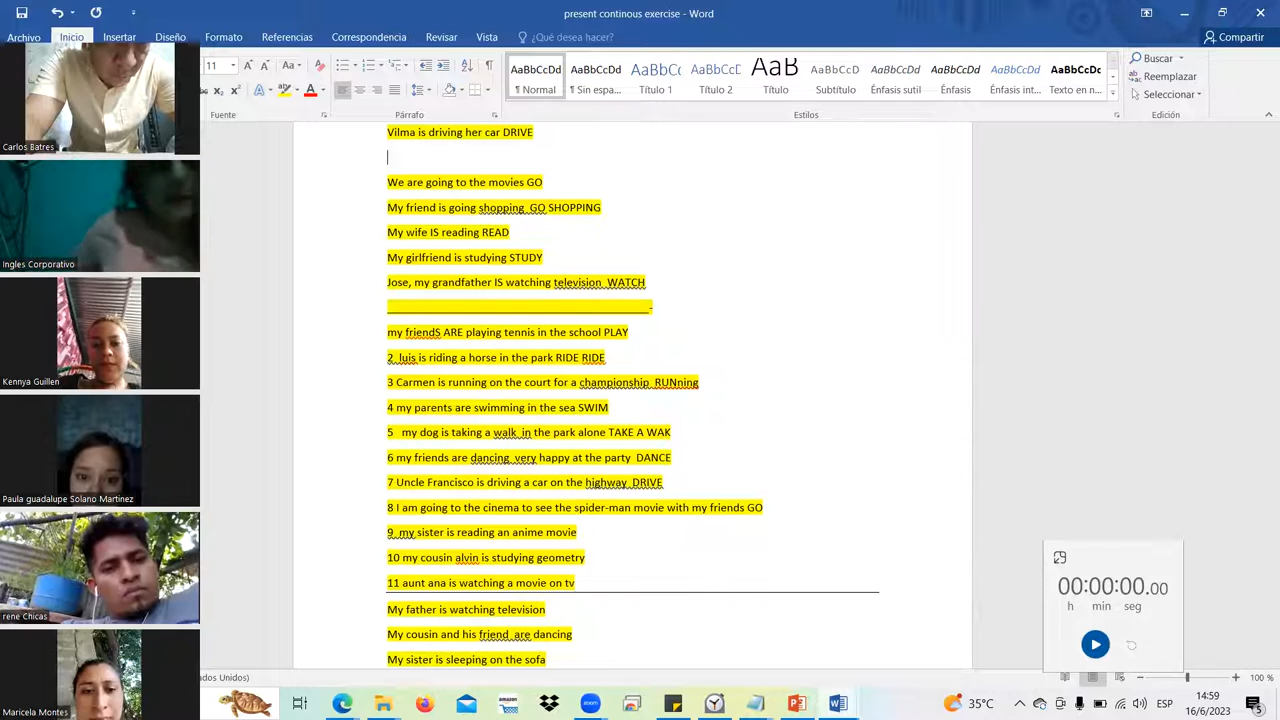 present continuous exercise - Word
Archivo Inicio Insertar Diseño Formato Referencias Correspondencia Revisar Vista ¿Qué desea hacer? Compartir
11 Aa
AaBbCcDd AaBbCcDd AaBbCc AaBbCcD AaB AaBbCcD AaBbCcDd AaBbCcDd AaBbCcDd AaBbCcDc
¶ Normal ¶ Sin espa... Título 1 Título 2 Título Subtítulo Énfasis sutil Énfasis Énfasis int... Texto en n...
Buscar
Reemplazar
Seleccionar
Fuente Párrafo Estilos
Carlos Batres
Ingles Corporativo
Kennya Guillen
Paula guadalupe Solano Martinez
rene Chicas
Maricela Montes
Vilma is driving her car DRIVE
We are going to the movies GO
My friend is going shopping GO SHOPPING
My wife IS reading READ
My girlfriend is studying STUDY
Jose, my grandfather IS watching television WATCH
my friendS ARE playing tennis in the school PLAY
2 luis is riding a horse in the park RIDE RIDE
3 Carmen is running on the court for a championship RUNning
4 my parents are swimming in the sea SWIM
5 my dog is taking a walk in the park alone TAKE A WAK
6 my friends are dancing very happy at the party DANCE
7 Uncle Francisco is driving a car on the highway DRIVE
8 I am going to the cinema to see the spider-man movie with my friends GO
9 my sister is reading an anime movie
10 my cousin alvin is studying geometry
11 aunt ana is watching a movie on tv
My father is watching television
My cousin and his friend are dancing
My sister is sleeping on the sofa
00:00:00.00
h min seg
ados Unidos)
100 %
amazon
35°C
ESP
14:59
16/6/2023
5